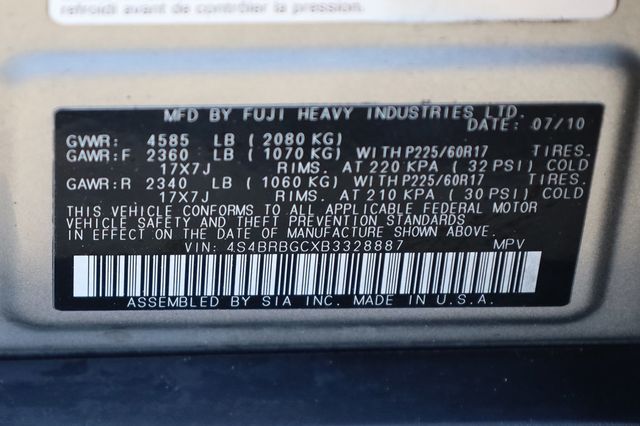 refroidi avant de contrôler la pression.
MFD BY FUJI HEAVY INDUSTRIES LTD.
DATE: 07/10
GVWR: 4585 LB (2080 KG)
GAWR:F 2360 LB (1070 KG) WITH P225/60R17 TIRES.
17X7J RIMS. AT 220 KPA (32 PSI) COLD
GAWR:R 2340 LB (1060 KG) WITH P225/60R17 TIRES.
17X7J RIMS. AT 210 KPA (30 PSI) COLD
THIS VEHICLE CONFORMS TO ALL APPLICABLE FEDERAL MOTOR
VEHICLE SAFETY AND THEFT PREVENTION STANDARDS
IN EFFECT ON THE DATE OF MANUFACTURE SHOWN ABOVE.
VIN: 4S4BRBGCXB3328887 MPV
ASSEMBLED BY SIA INC. MADE IN U.S.A.